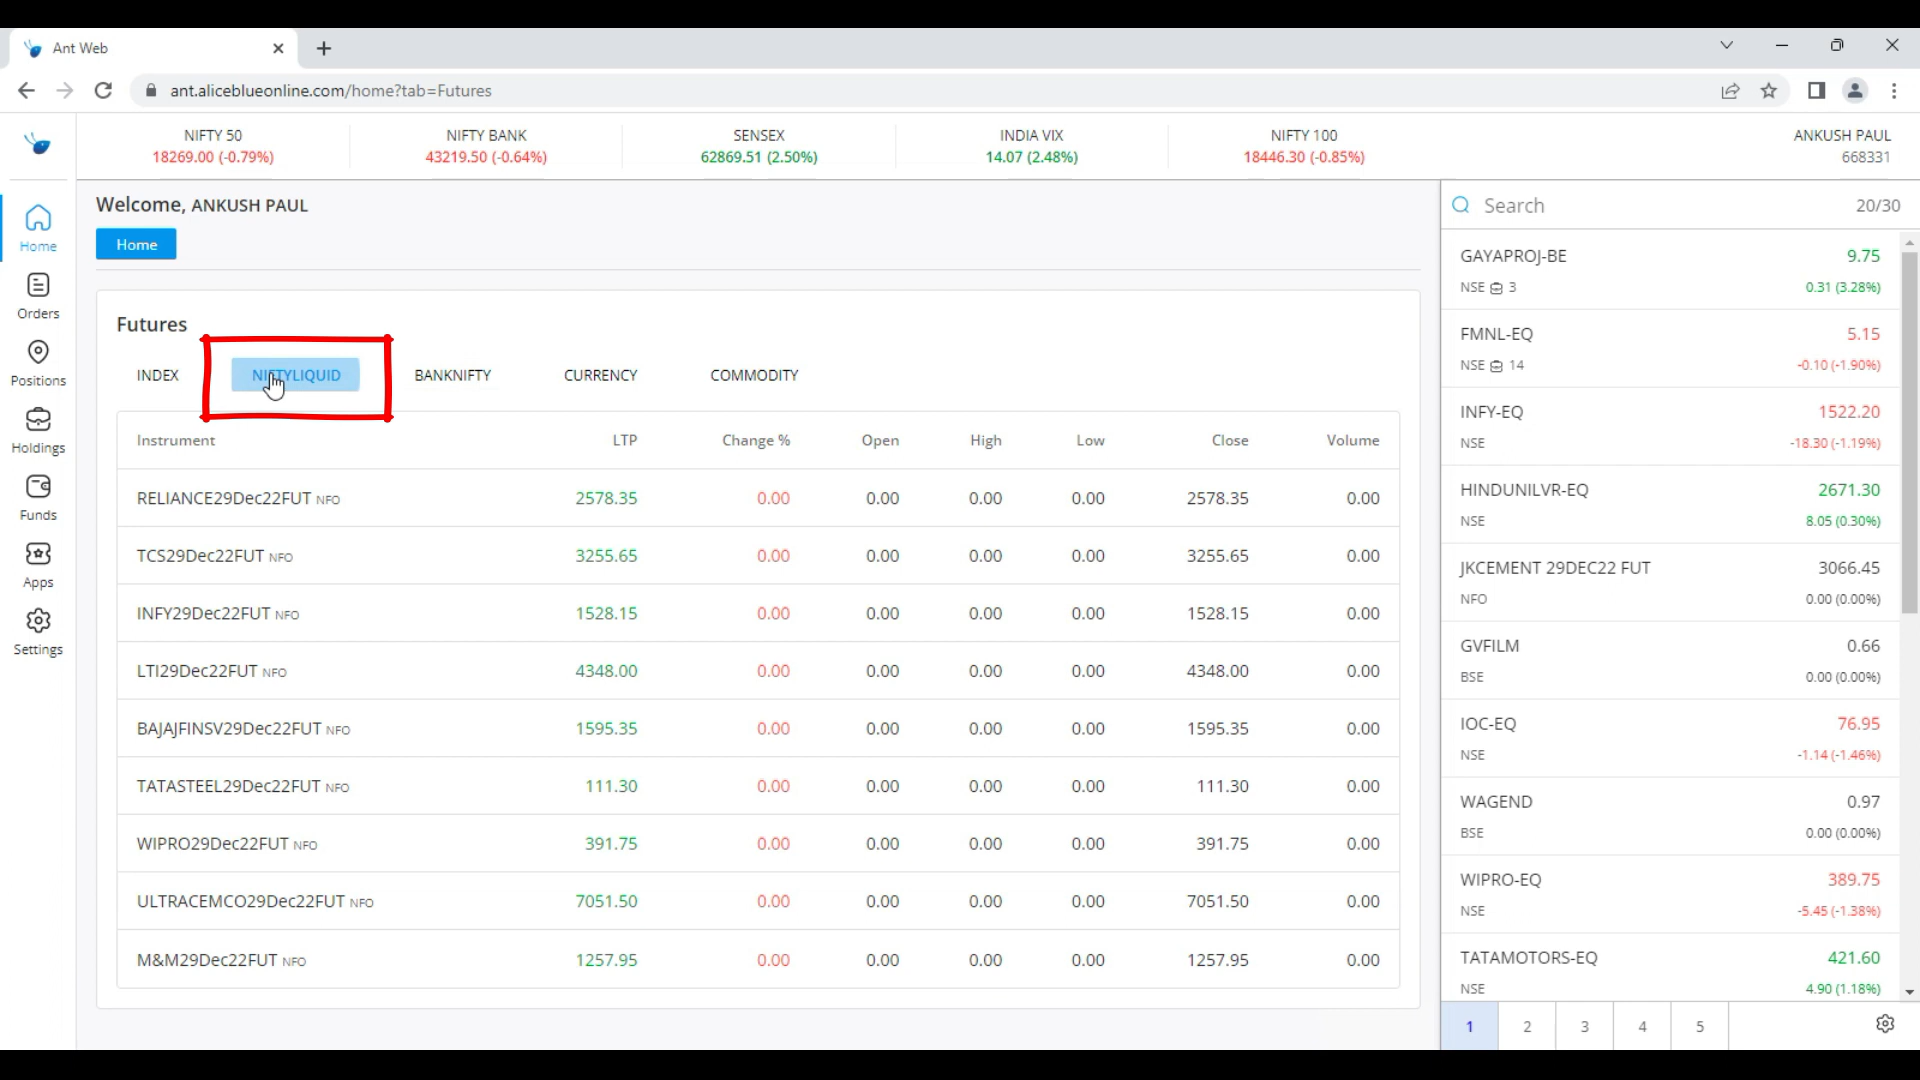 Ant Web
ant.aliceblueonline.com/home?tab=Futures
NIFTY 50
18269.00 (-0.79%)
NIFTY BANK
43219.50 (-0.64%)
SENSEX
62869.51 (2.50%)
INDIA VIX
14.07 (2.48%)
NIFTY 100
18446.30 (-0.85%)
ANKUSH PAUL
668331
Home
Orders
Positions
Holdings
Funds
Apps
Settings
Welcome, ANKUSH PAUL
Home
Futures
INDEX NIFTYLIQUID BANKNIFTY CURRENCY COMMODITY
Instrument LTP Change % Open High Low Close Volume
RELIANCE29Dec22FUT NFO 2578.35 0.00 0.00 0.00 0.00 2578.35 0.00
TCS29Dec22FUT NFO 3255.65 0.00 0.00 0.00 0.00 3255.65 0.00
INFY29Dec22FUT NFO 1528.15 0.00 0.00 0.00 0.00 1528.15 0.00
LTI29Dec22FUT NFO 4348.00 0.00 0.00 0.00 0.00 4348.00 0.00
BAJAJFINSV29Dec22FUT NFO 1595.35 0.00 0.00 0.00 0.00 1595.35 0.00
TATASTEEL29Dec22FUT NFO 111.30 0.00 0.00 0.00 0.00 111.30 0.00
WIPRO29Dec22FUT NFO 391.75 0.00 0.00 0.00 0.00 391.75 0.00
ULTRACEMCO29Dec22FUT NFO 7051.50 0.00 0.00 0.00 0.00 7051.50 0.00
M&M29Dec22FUT NFO 1257.95 0.00 0.00 0.00 0.00 1257.95 0.00
Search 20/30
GAYAPROJ-BE 9.75
NSE 3 0.31 (3.28%)
FMNL-EQ 5.15
NSE 14 -0.10 (-1.90%)
INFY-EQ 1522.20
NSE -18.30 (-1.19%)
HINDUNILVR-EQ 2671.30
NSE 8.05 (0.30%)
JKCEMENT 29DEC22 FUT 3066.45
NFO 0.00 (0.00%)
GVFILM 0.66
BSE 0.00 (0.00%)
IOC-EQ 76.95
NSE -1.14 (-1.46%)
WAGEND 0.97
BSE 0.00 (0.00%)
WIPRO-EQ 389.75
NSE -5.45 (-1.38%)
TATAMOTORS-EQ 421.60
NSE 4.90 (1.18%)
1 2 3 4 5